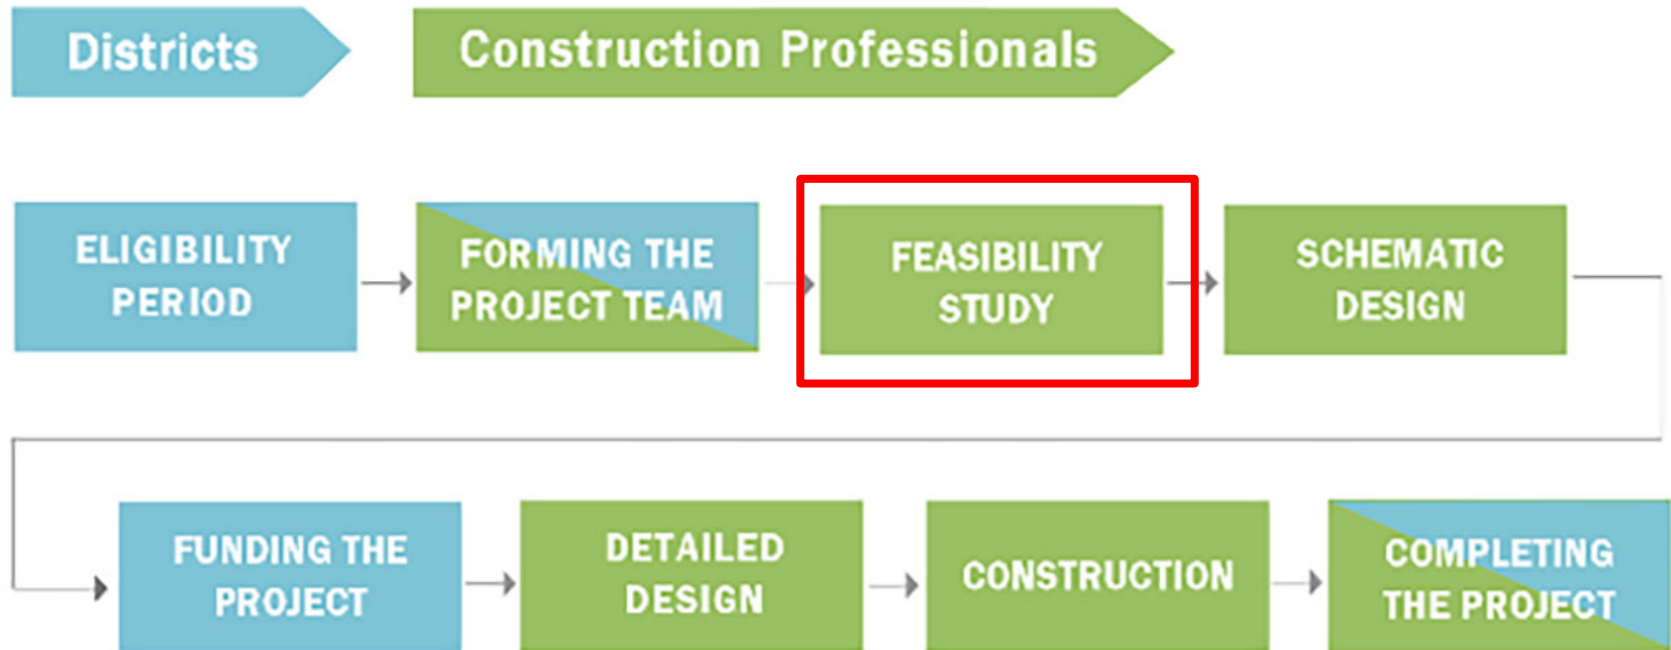 Districts
Construction Professionals
ELIGIBILITY
PERIOD
FORMING THE
PROJECT TEAM
FEASIBILITY
STUDY
SCHEMATIC
DESIGN
FUNDING THE
PROJECT
DETAILED
DESIGN
CONSTRUCTION
COMPLETING
THE PROJECT